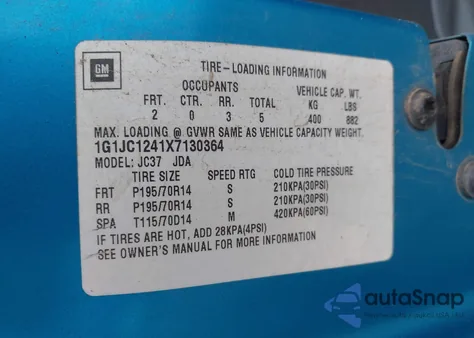 GM
TIRE-LOADING INFORMATION
OCCUPANTS VEHICLE CAP. WT.
FRT. CTR. RR. TOTAL KG LBS
2 0 3 5 400 882
MAX. LOADING @ GVWR SAME AS VEHICLE CAPACITY WEIGHT.
1G1JC1241X7130364
MODEL: JC37 JDA
TIRE SIZE SPEED RTG COLD TIRE PRESSURE
FRT P195/70R14 S 210KPA(30PSI)
RR P195/70R14 S 210KPA(30PSI)
SPA T115/70D14 M 420KPA(60PSI)
IF TIRES ARE HOT, ADD 28KPA(4PSI)
SEE OWNER'S MANUAL FOR MORE INFORMATION
autoSnap